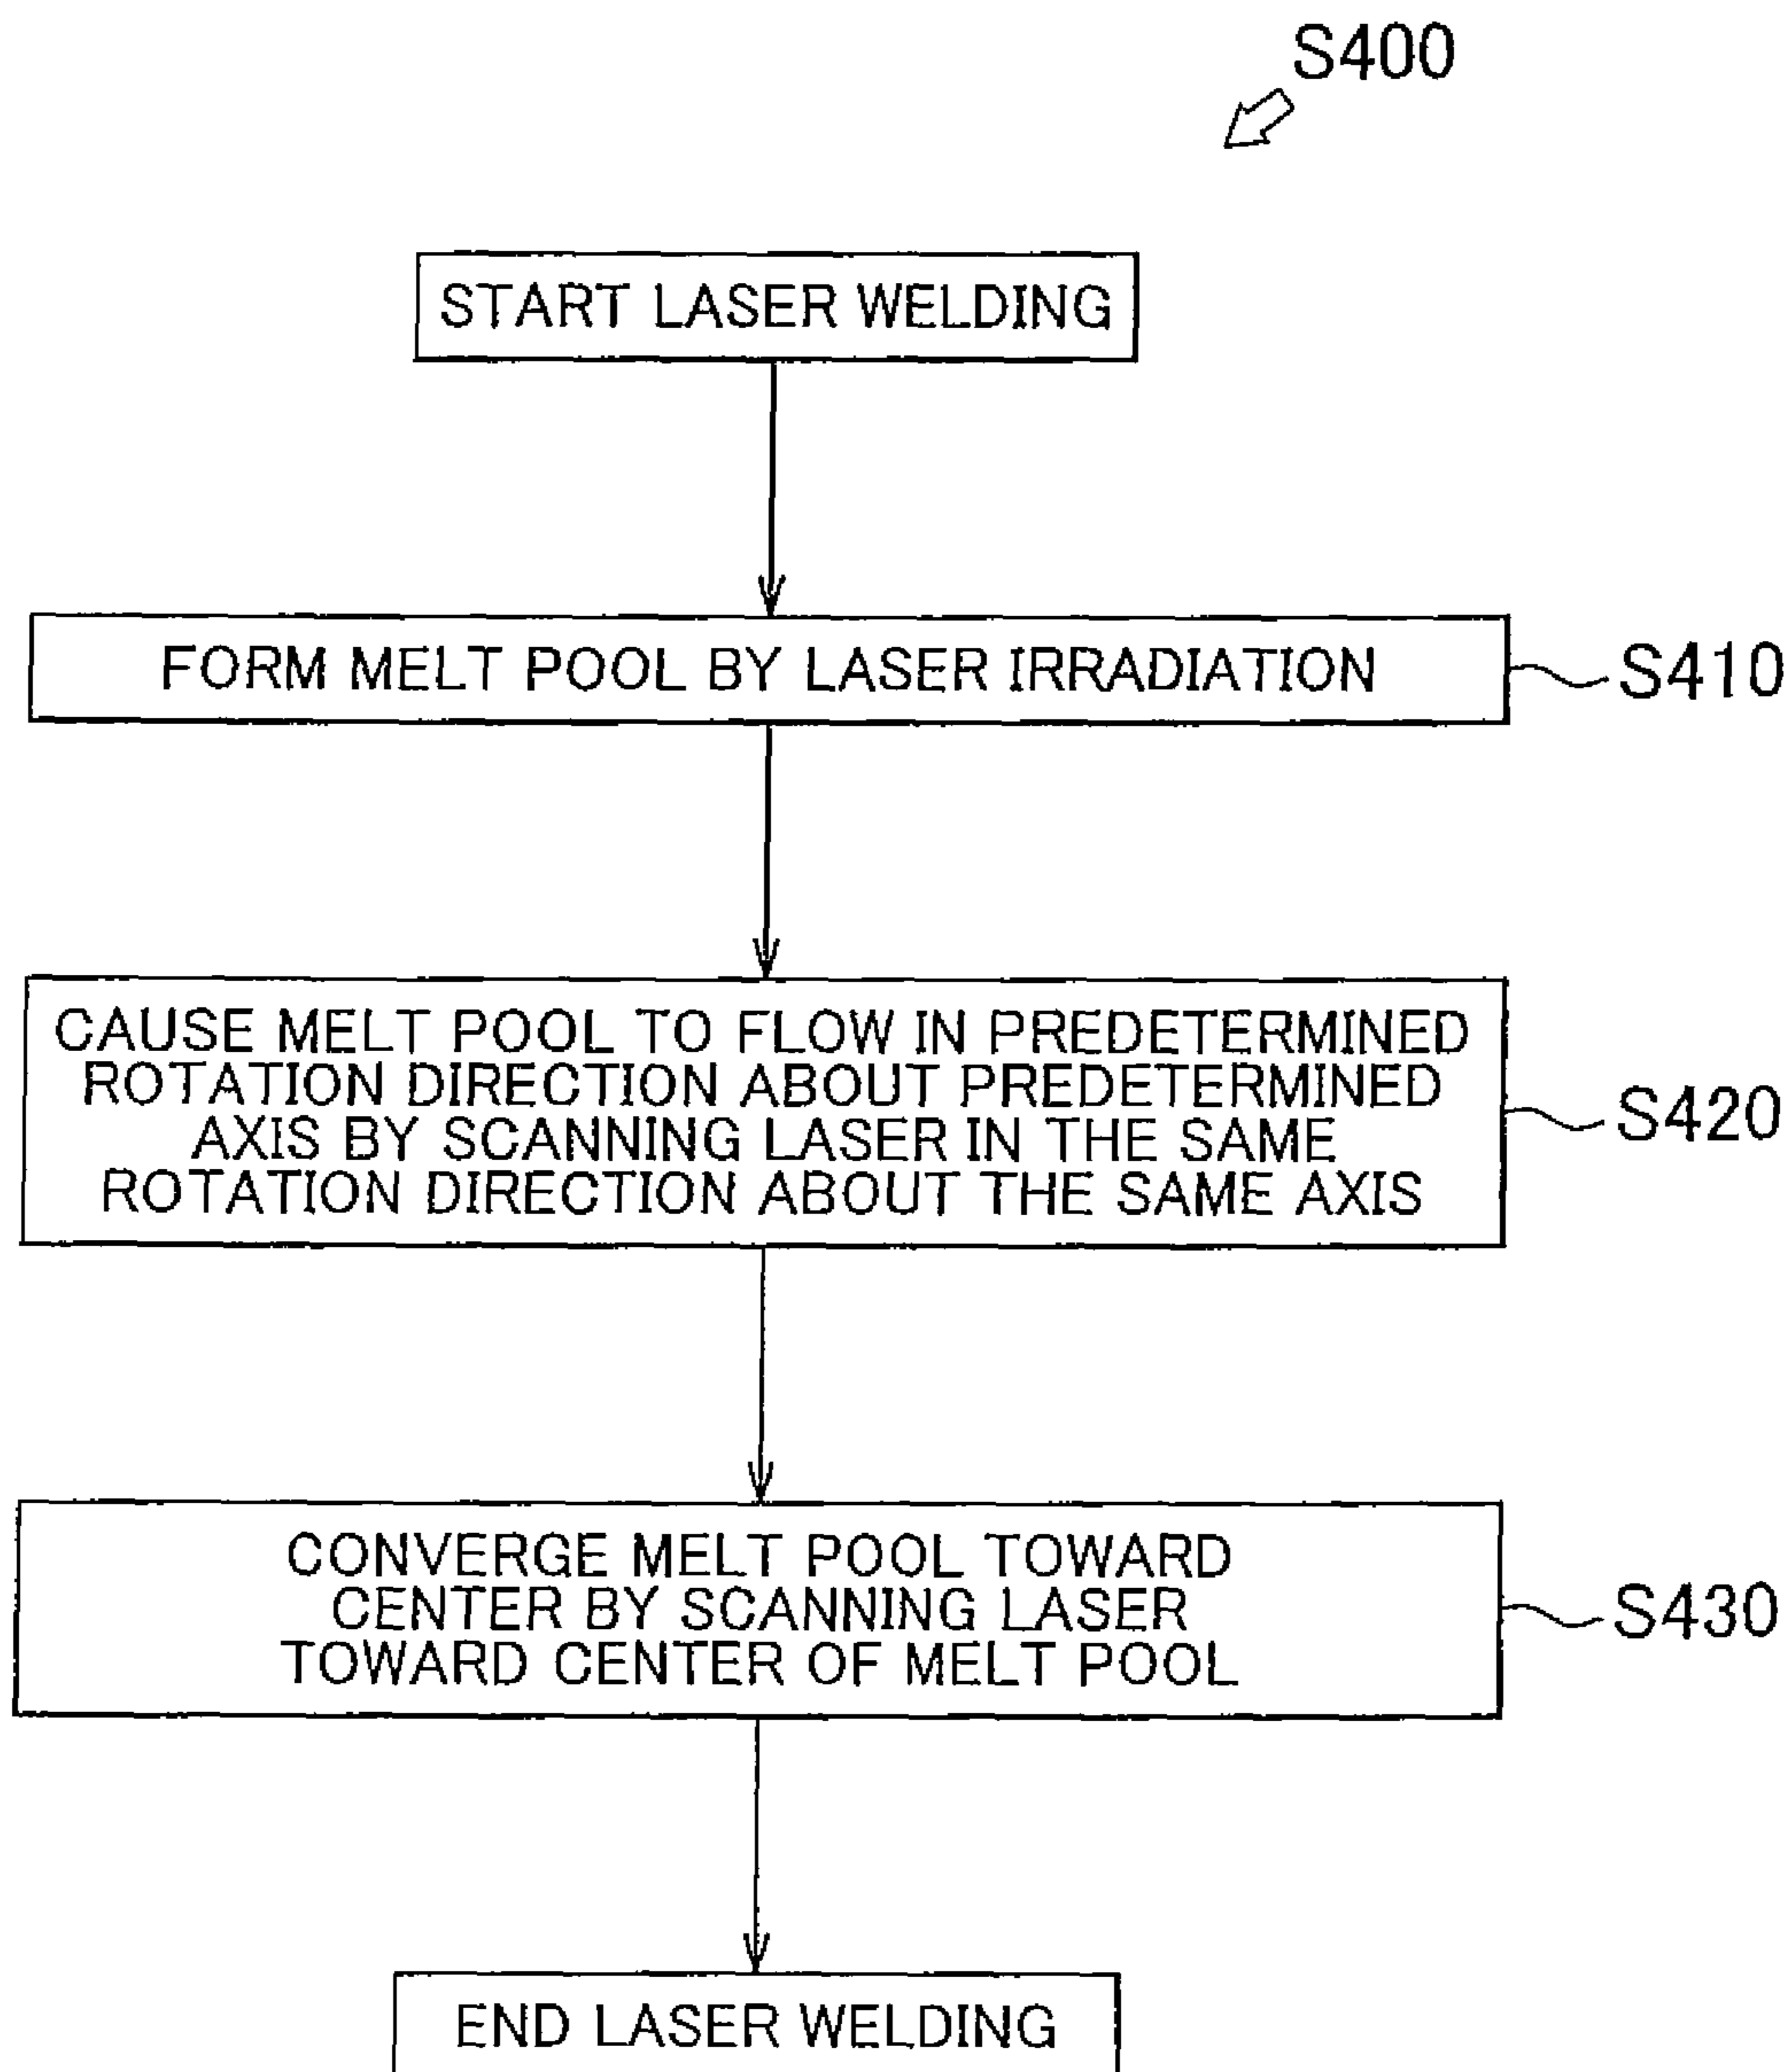 S400
START LASER WELDING
FORM MELT POOL BY LASER IRRADIATION
S410
CAUSE MELT POOL TO FLOW IN PREDETERMINED
ROTATION DIRECTION ABOUT PREDETERMINED
AXIS BY SCANNING LASER IN THE SAME
ROTATION DIRECTION ABOUT THE SAME AXIS
S420
CONVERGE MELT POOL TOWARD
CENTER BY SCANNING LASER
TOWARD CENTER OF MELT POOL
S430
END LASER WELDING